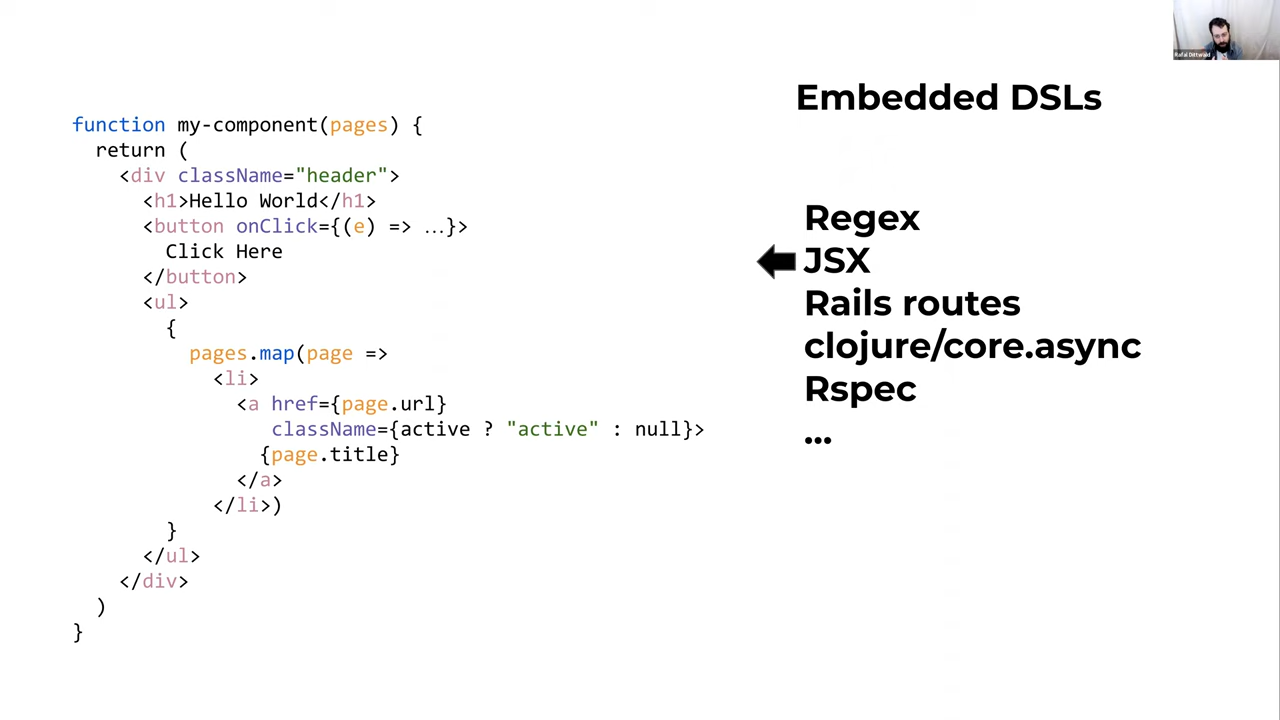 function my-component(pages) {
  return (
    <div className="header">
      <h1>Hello World</h1>
      <button onClick={(e) => ...}>
        Click Here
      </button>
      <ul>
        {
          pages.map(page =>
            <li>
              <a href={page.url}
                 className={active ? "active" : null}>
                {page.title}
              </a>
            </li>)
        }
      </ul>
    </div>
  )
}
Embedded DSLs
Regex
JSX
Rails routes
clojure/core.async
Rspec
...
Rafal Dittwald